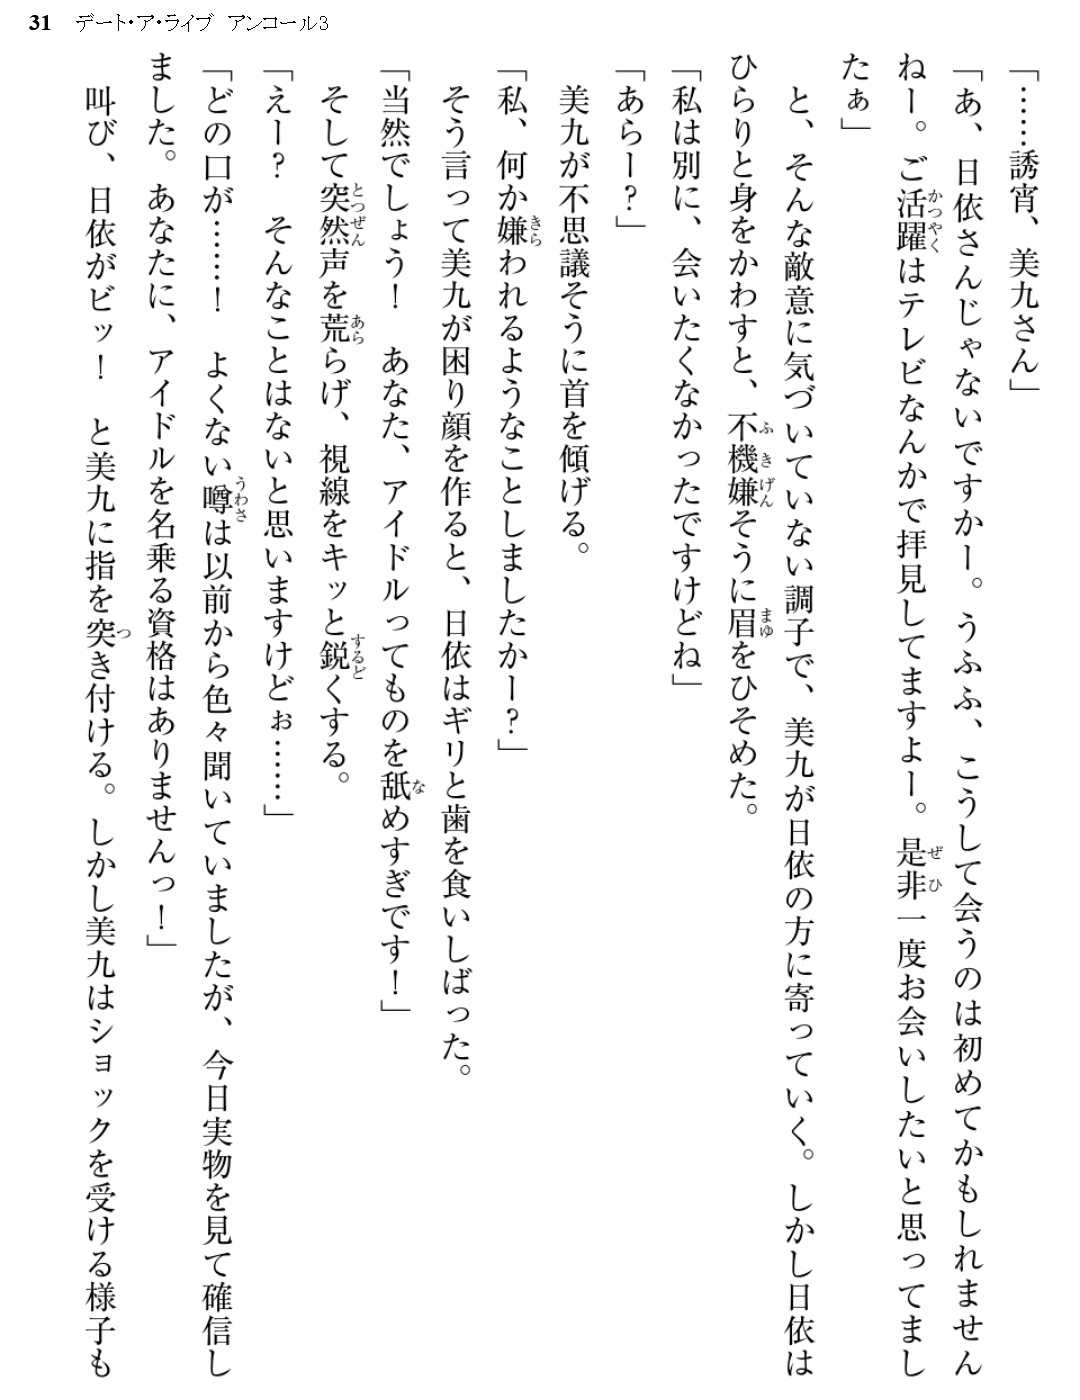 31 デート・ア・ライブ アンコール3
「……誘宵、美九さん」
「あ、日依さんじゃないですかー。うふふ、こうして会うのは初めてかもしれません
ねー。ご活躍はテレビなんかで拝見してますよー。是非一度お会いしたいと思ってまし
たぁ」
と、そんな敵意に気づいていない調子で、美九が日依の方に寄っていく。しかし日依は
ひらりと身をかわすと、不機嫌そうに眉をひそめた。
「私は別に、会いたくなかったですけどね」
「あらー？」
美九が不思議そうに首を傾げる。
「私、何か嫌われるようなことしましたかー？」
そう言って美九が困り顔を作ると、日依はギリと歯を食いしばった。
「当然でしょう！　あなた、アイドルってものを舐めすぎです！」
そして突然声を荒らげ、視線をキッと鋭くする。
「えー？　そんなことはないと思いますけどぉ……」
「どの口が……！　よくない噂は以前から色々聞いていましたが、今日実物を見て確信し
ました。あなたに、アイドルを名乗る資格はありませんっ！」
叫び、日依がビッ！　と美九に指を突き付ける。しかし美九はショックを受ける様子も